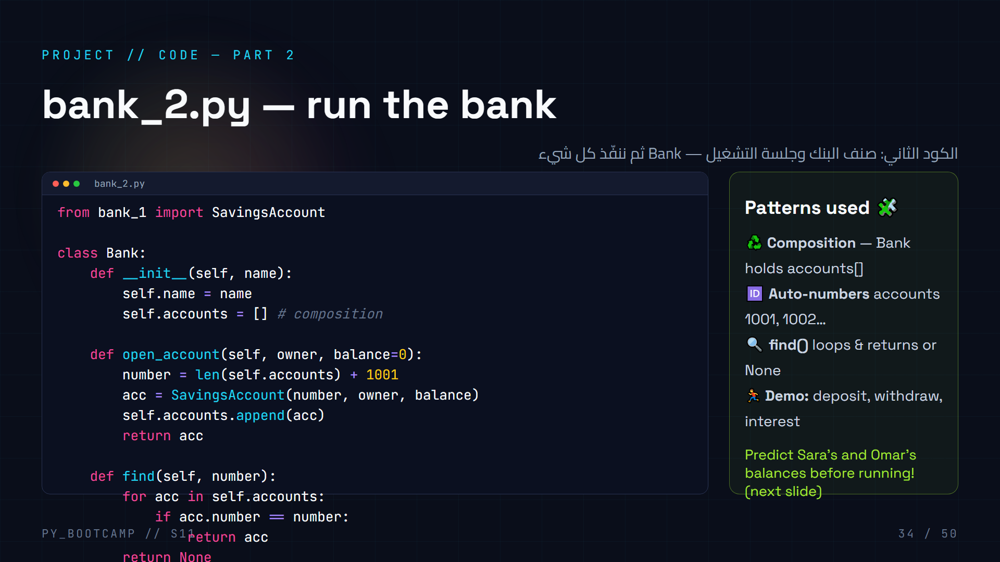 PROJECT // CODE — PART 2
bank_2.py — run the bank
الكود الثاني: صنف البنك وجلسة التشغيل — Bank ثم ننفّذ كل شيء
bank_2.py
from bank_1 import SavingsAccount
class Bank:
    def __init__(self, name):
        self.name = name
        self.accounts = [] # composition
    def open_account(self, owner, balance=0):
        number = len(self.accounts) + 1001
        acc = SavingsAccount(number, owner, balance)
        self.accounts.append(acc)
        return acc
    def find(self, number):
        for acc in self.accounts:
            if acc.number == number:
                return acc
        return None
Patterns used 🧩
♻️ Composition — Bank
holds accounts[]
🆔 Auto-numbers accounts
1001, 1002...
🔍 find() loops & returns or
None
🏃 Demo: deposit, withdraw,
interest
Predict Sara's and Omar's
balances before running!
(next slide)
PY_BOOTCAMP // S11
34 / 50